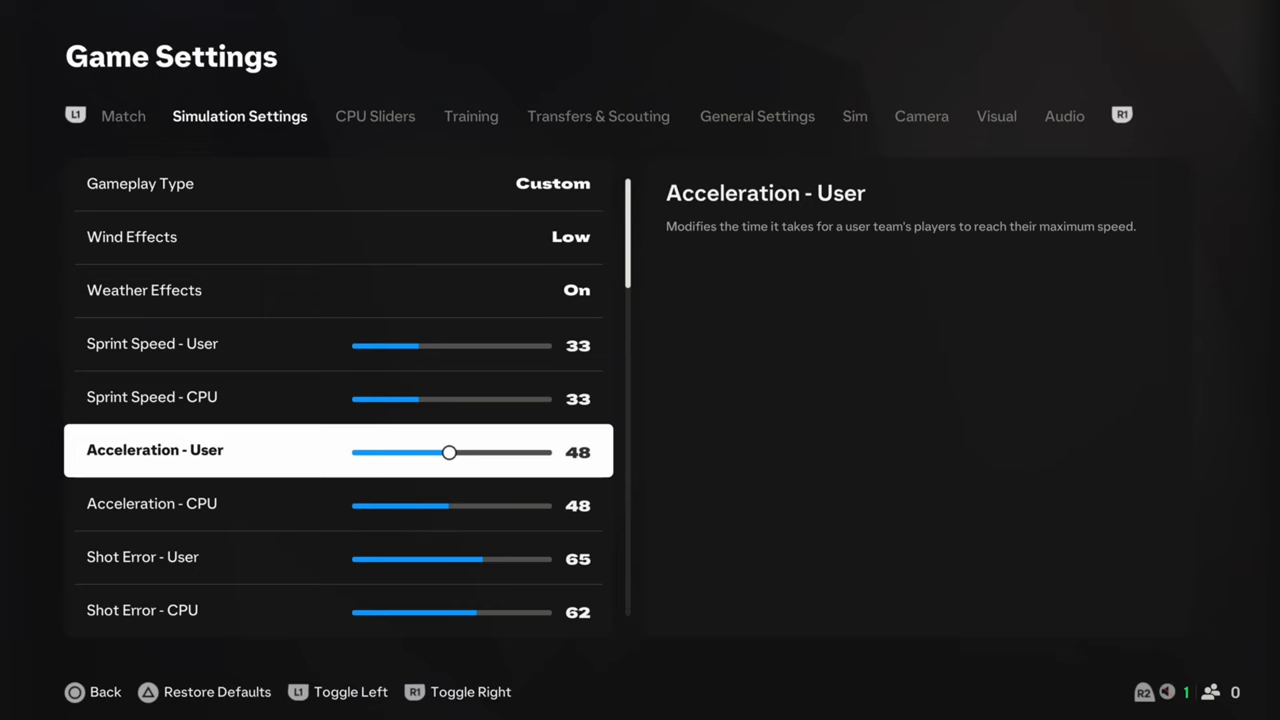 Game Settings
L1 Match Simulation Settings CPU Sliders Training Transfers & Scouting General Settings Sim Camera Visual Audio R1
Gameplay Type Custom
Wind Effects Low
Weather Effects On
Sprint Speed - User 33
Sprint Speed - CPU 33
Acceleration - User 48
Acceleration - CPU 48
Shot Error - User 65
Shot Error - CPU 62
Acceleration - User
Modifies the time it takes for a user team's players to reach their maximum speed.
Back Restore Defaults L1 Toggle Left R1 Toggle Right
R2 1 0